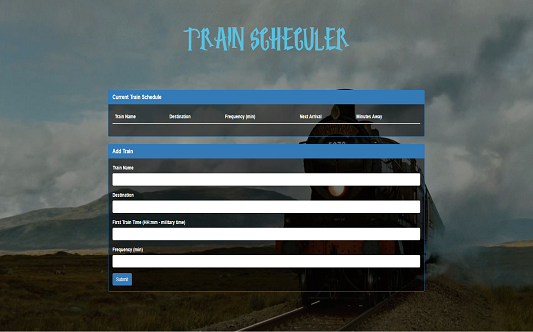 TRAIN SCHECULER
Current Train Schedule
Train Name Destination Frequency (min) Next Arrival Minutes Away
Add Train
Train Name
Destination
First Train Time (HH:mm - military time)
Frequency (min)
Submit